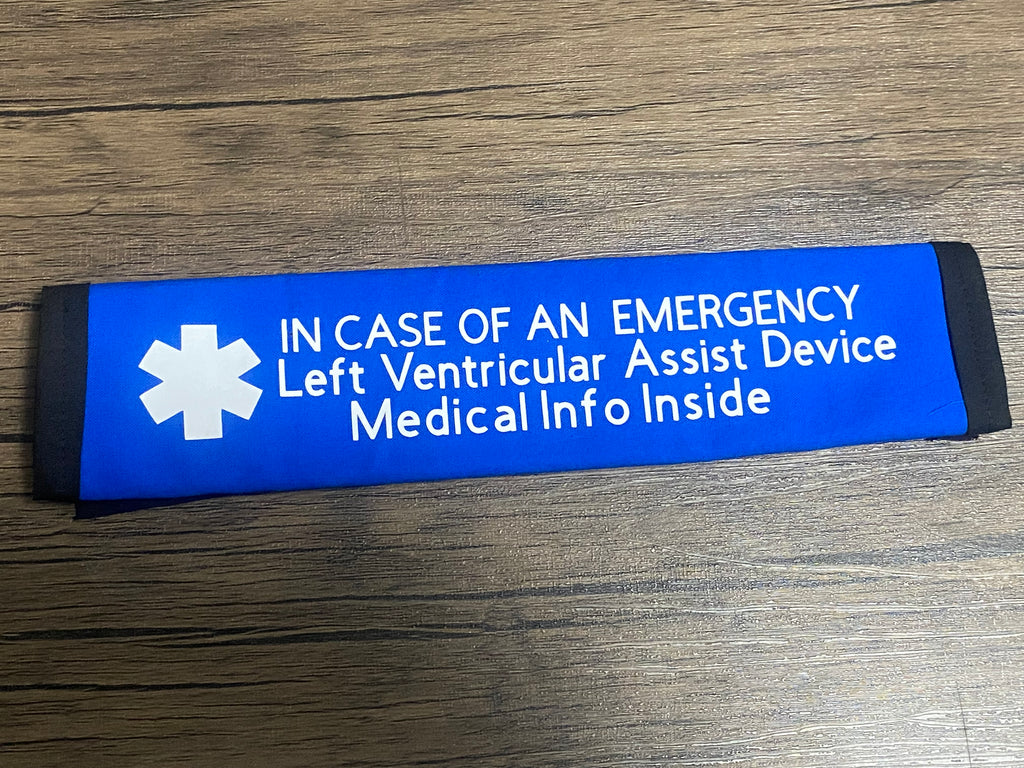 IN CASE OF AN EMERGENCY
Left Ventricular Assist Device
Medical Info Inside